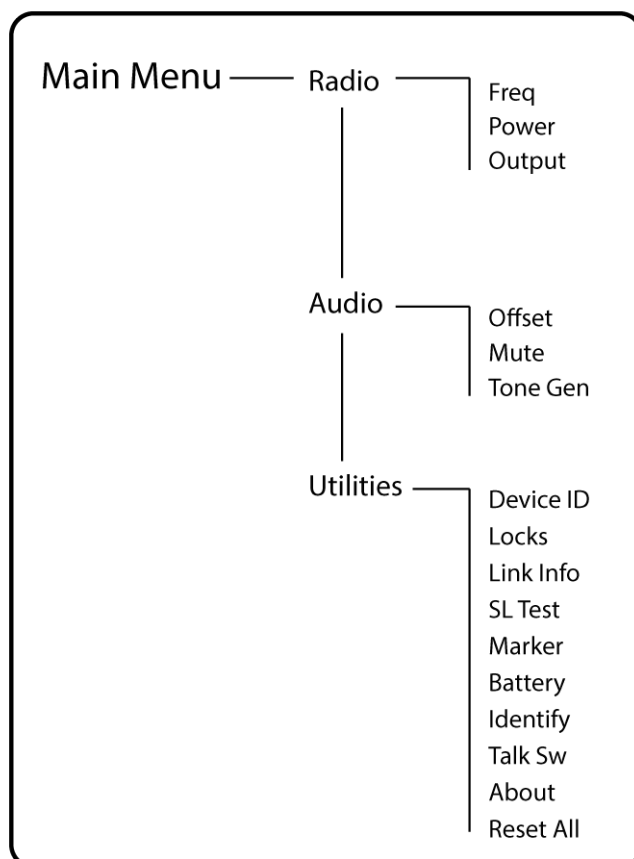 Main Menu
Radio
Freq
Power
Output
Audio
Offset
Mute
Tone Gen
Utilities
Device ID
Locks
Link Info
SL Test
Marker
Battery
Identify
Talk Sw
About
Reset All